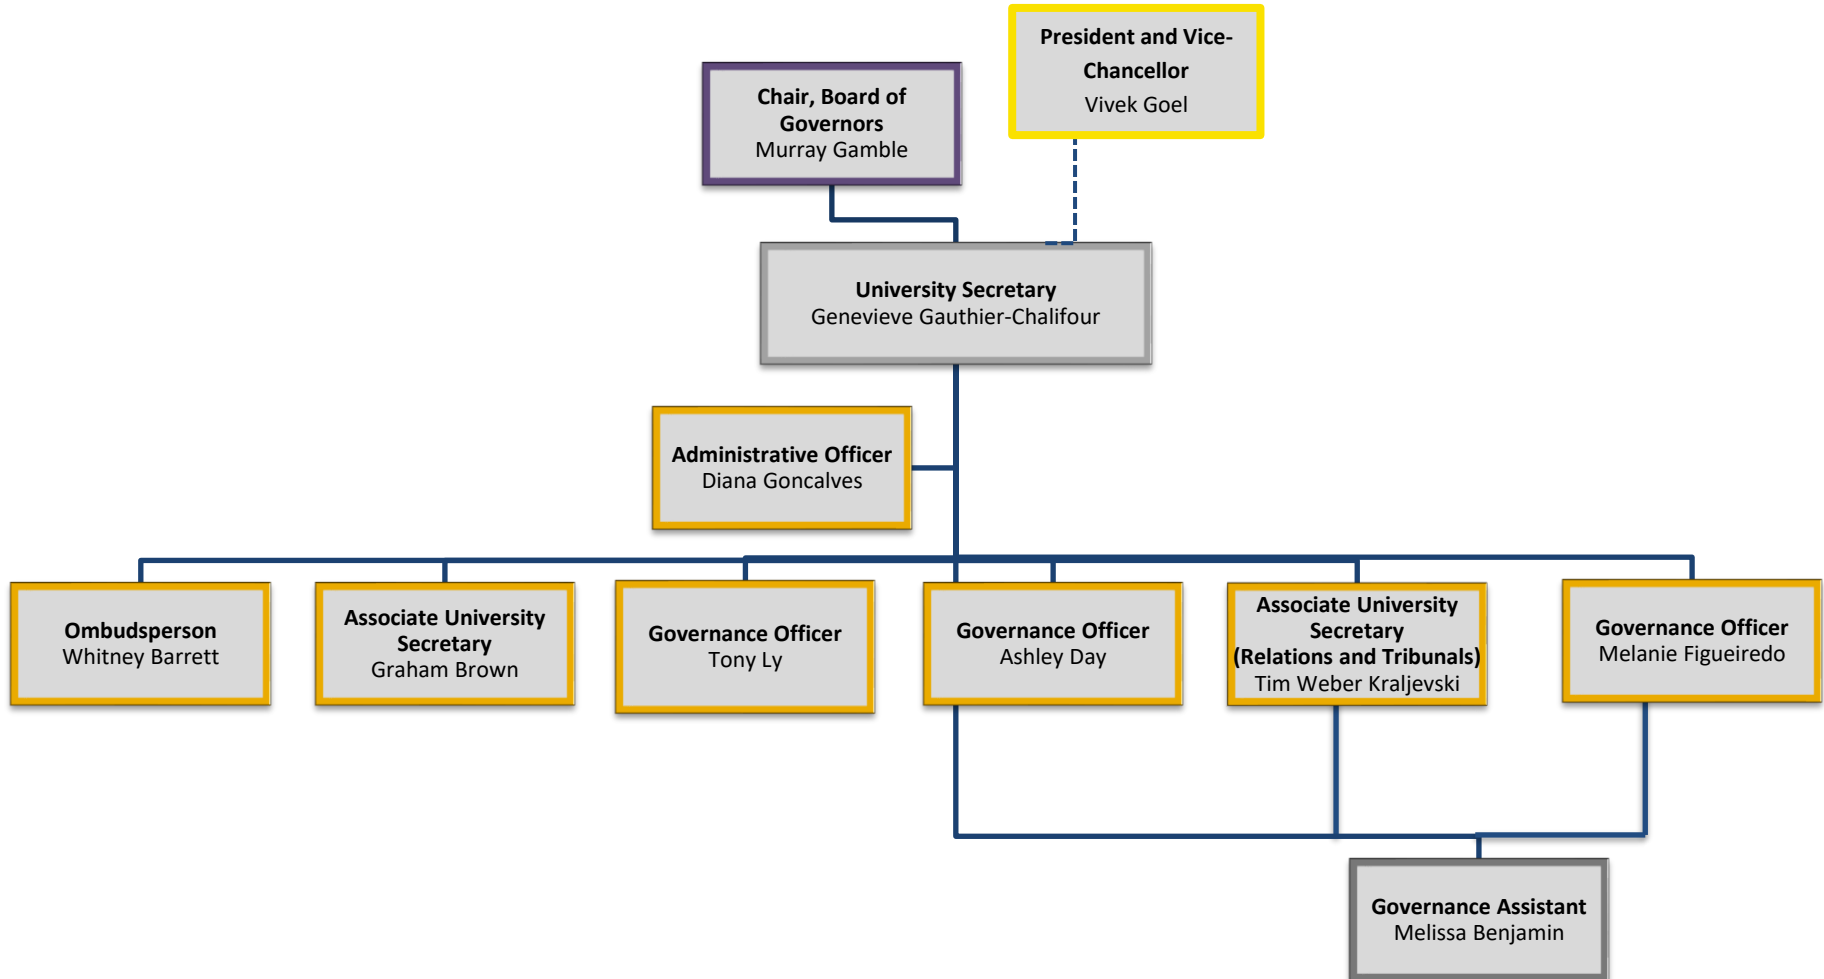 President and Vice-
Chancellor
Vivek Goel
Chair, Board of
Governors
Murray Gamble
University Secretary
Genevieve Gauthier-Chalifour
Administrative Officer
Diana Goncalves
Ombudsperson
Whitney Barrett
Associate University
Secretary
Graham Brown
Governance Officer
Tony Ly
Governance Officer
Ashley Day
Associate University
Secretary
(Relations and Tribunals)
Tim Weber Kraljevski
Governance Officer
Melanie Figueiredo
Governance Assistant
Melissa Benjamin